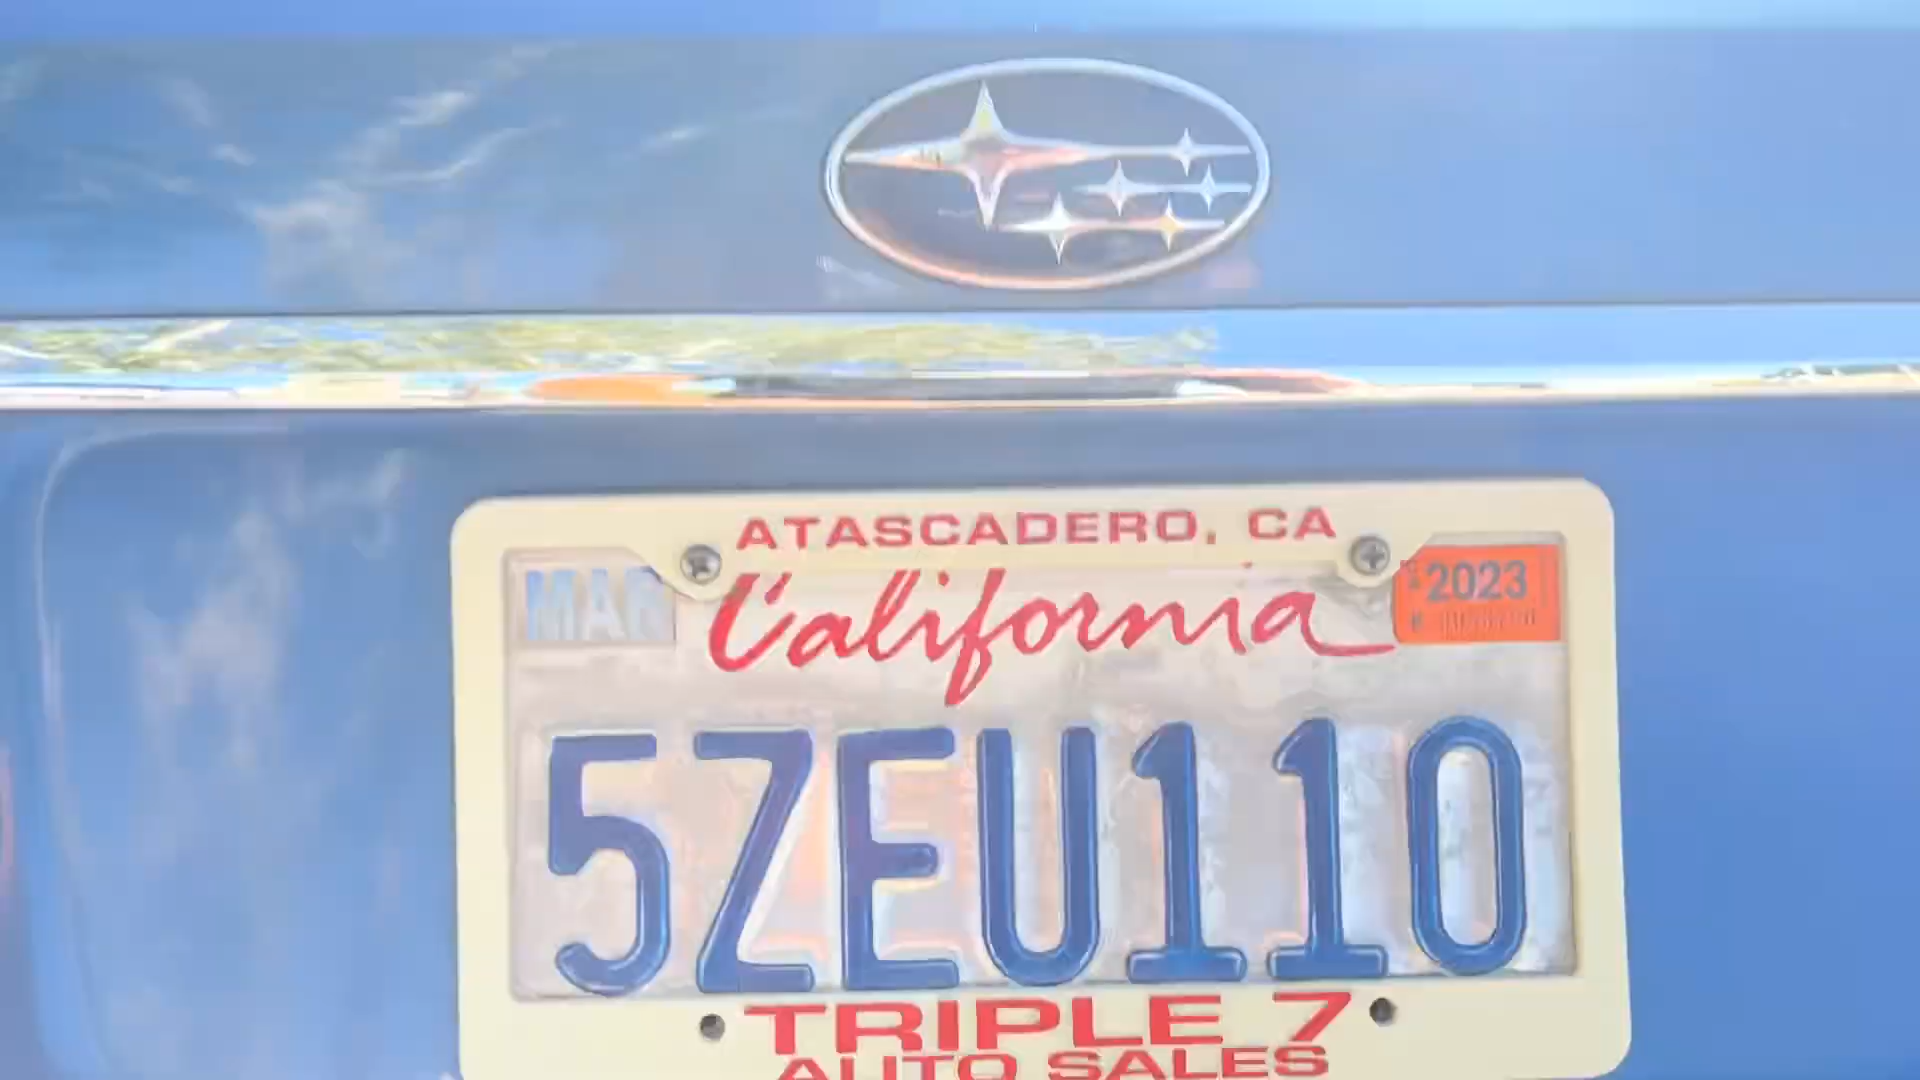 ATASCADERO, CA
MAR
California
2023
5ZEU110
TRIPLE 7
AUTO SALES